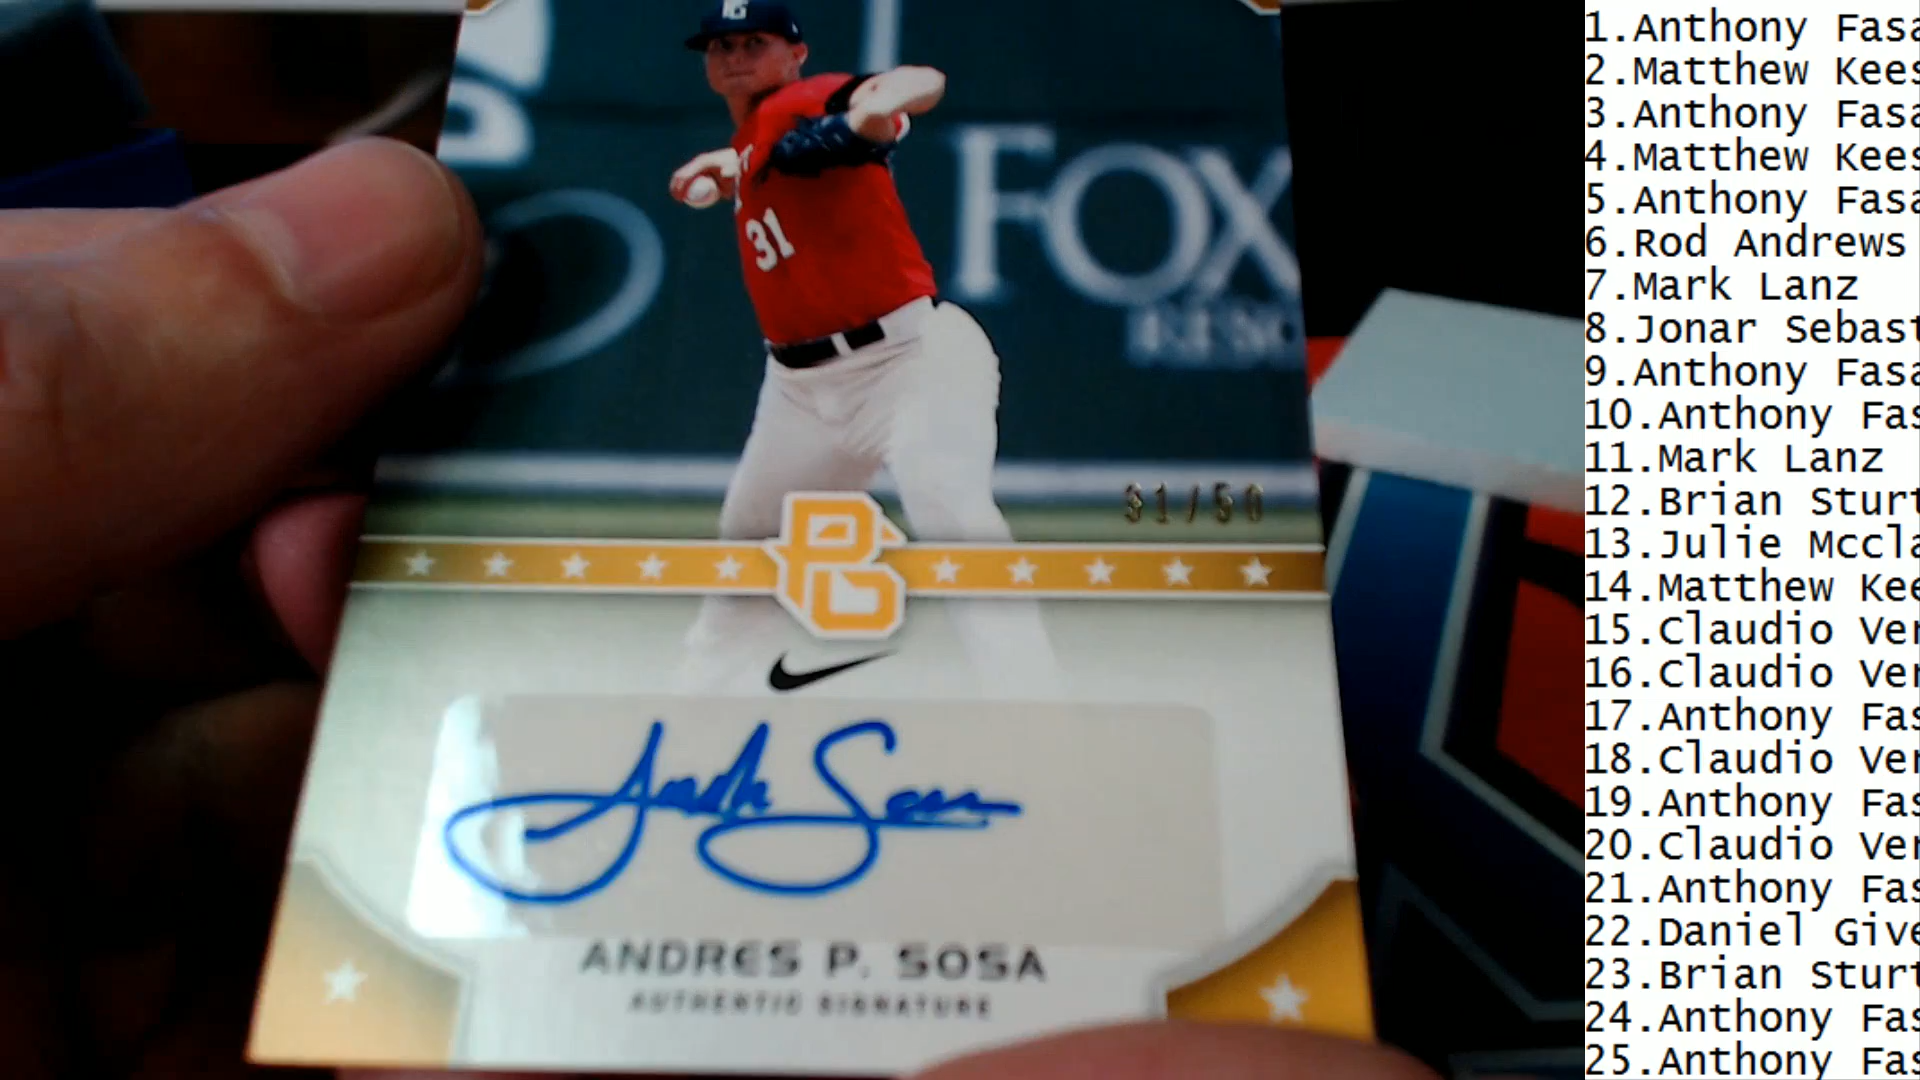 PG
31
FOX
31/50
PG
Andres Sosa
ANDRES P. SOSA
AUTHENTIC SIGNATURE
1.Anthony Fasa
2.Matthew Kees
3.Anthony Fasa
4.Matthew Kees
5.Anthony Fasa
6.Rod Andrews
7.Mark Lanz
8.Jonar Sebast
9.Anthony Fasa
10.Anthony Fas
11.Mark Lanz
12.Brian Sturt
13.Julie McCla
14.Matthew Kee
15.Claudio Ver
16.Claudio Ver
17.Anthony Fas
18.Claudio Ver
19.Anthony Fas
20.Claudio Ver
21.Anthony Fas
22.Daniel Give
23.Brian Sturt
24.Anthony Fas
25.Anthony Fas